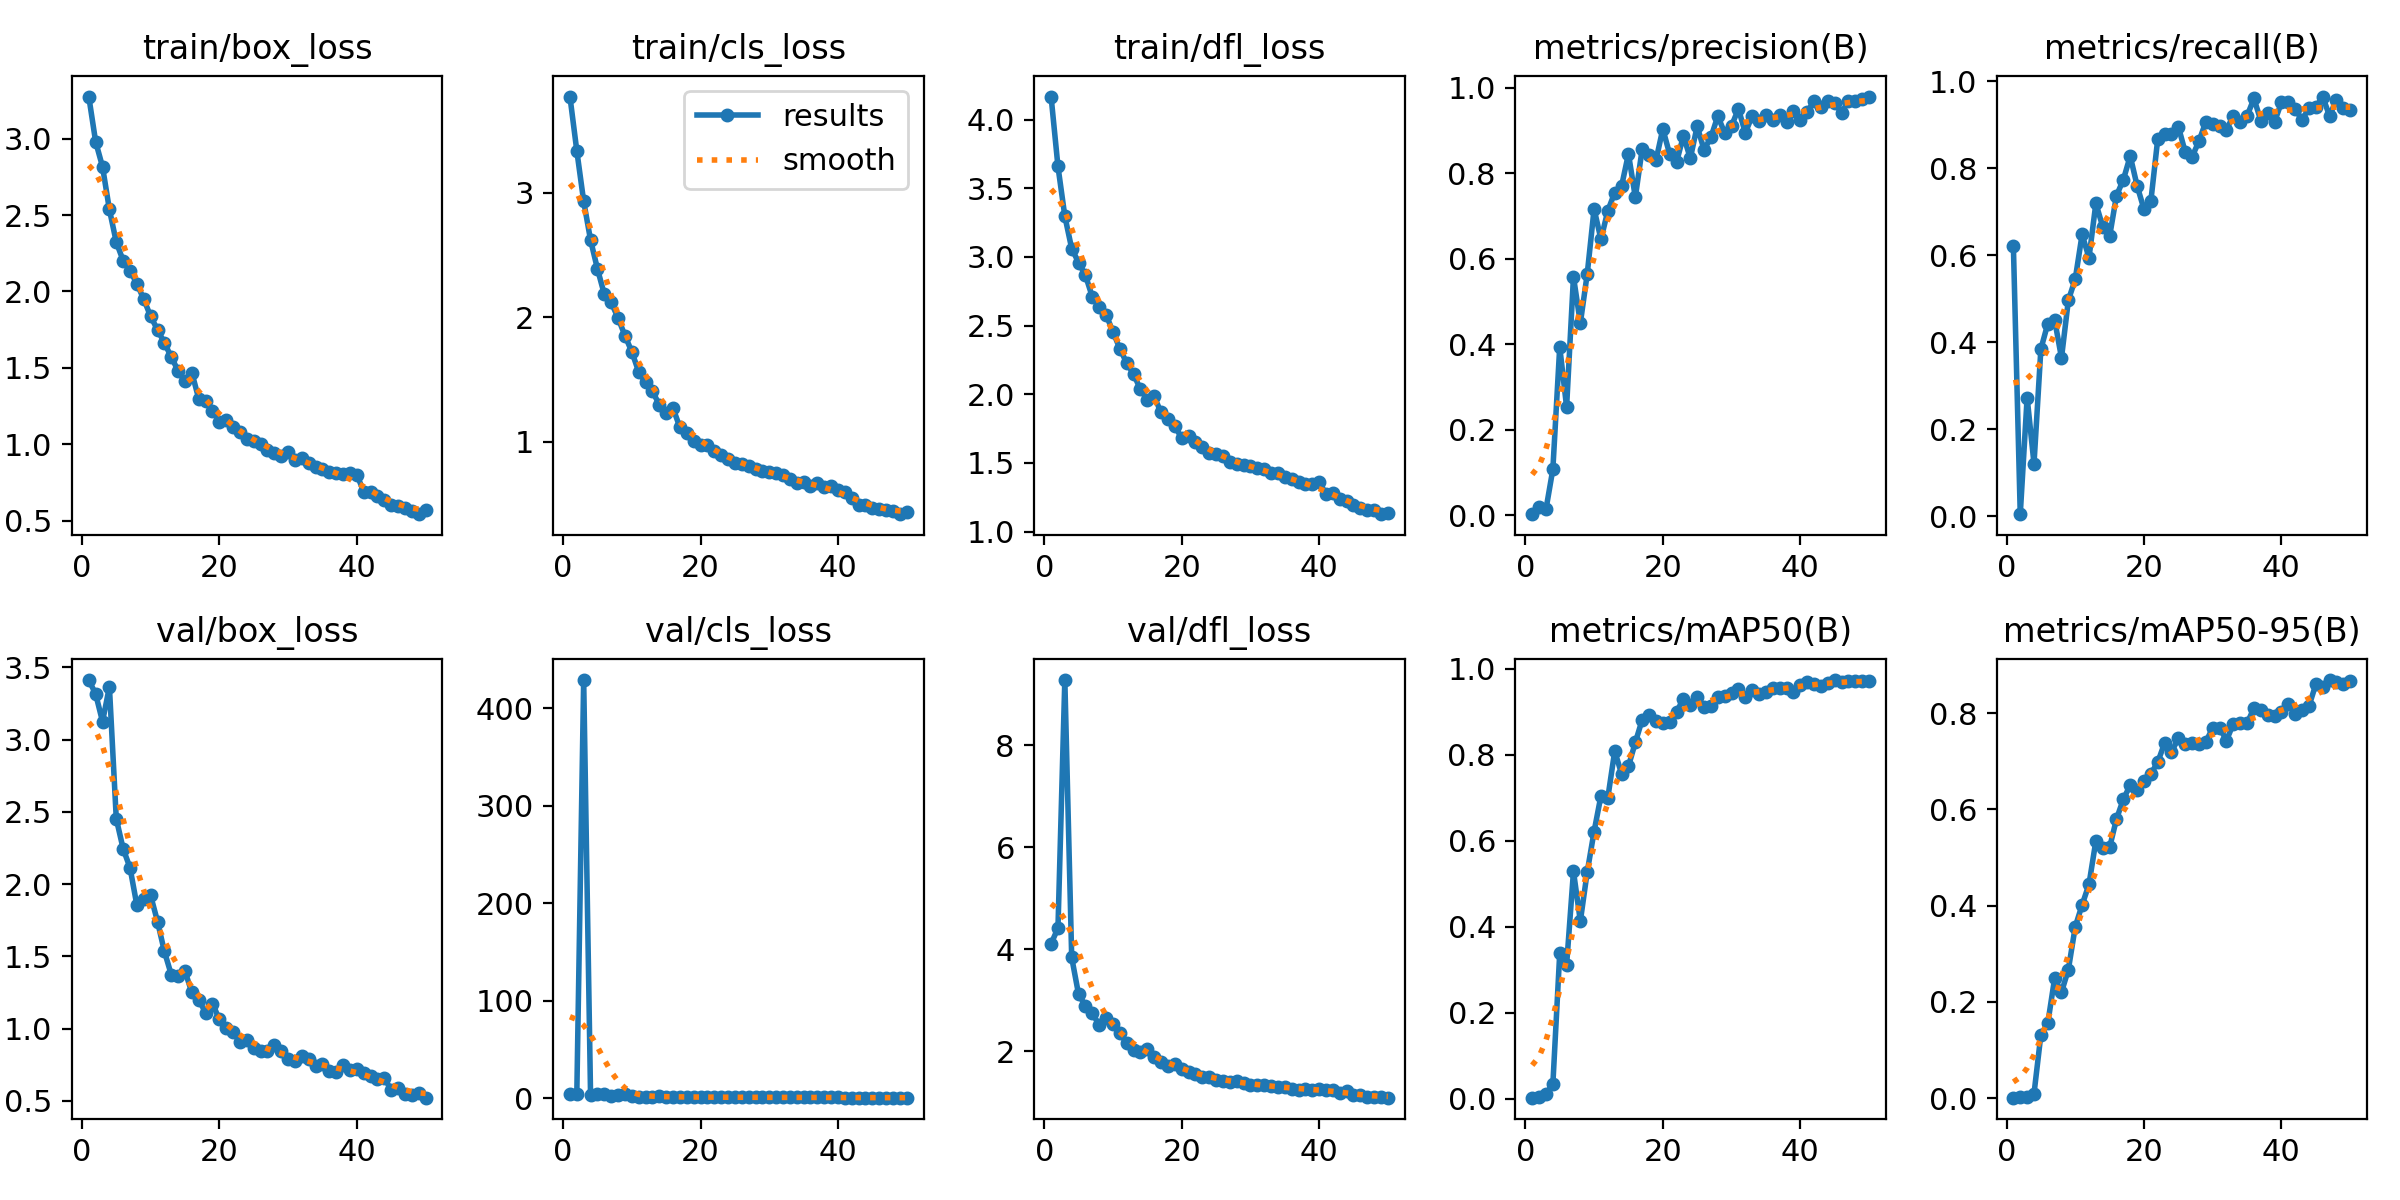 train/box_loss
3.0
2.5
2.0
1.5
1.0
0.5
0 20 40
train/cls_loss
results
smooth
3
2
1
0 20 40
train/dfl_loss
4.0
3.5
3.0
2.5
2.0
1.5
1.0
0 20 40
metrics/precision(B)
1.0
0.8
0.6
0.4
0.2
0.0
0 20 40
metrics/recall(B)
1.0
0.8
0.6
0.4
0.2
0.0
0 20 40
val/box_loss
3.5
3.0
2.5
2.0
1.5
1.0
0.5
0 20 40
val/cls_loss
400
300
200
100
0
0 20 40
val/dfl_loss
8
6
4
2
0 20 40
metrics/mAP50(B)
1.0
0.8
0.6
0.4
0.2
0.0
0 20 40
metrics/mAP50-95(B)
0.8
0.6
0.4
0.2
0.0
0 20 40